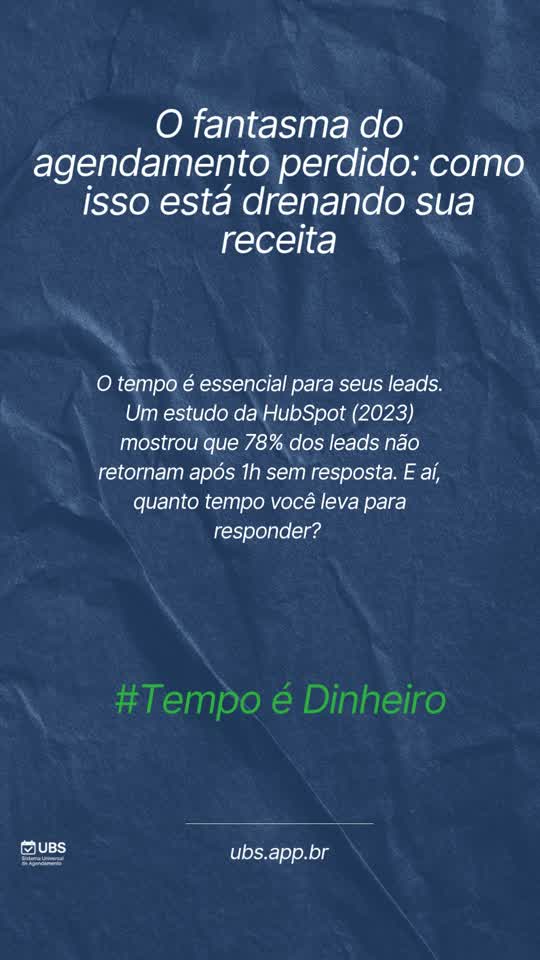 O fantasma do
agendamento perdido: como
isso está drenando sua
receita
O tempo é essencial para seus leads.
Um estudo da HubSpot (2023)
mostrou que 78% dos leads não
retornam após 1h sem resposta. E aí,
quanto tempo você leva para
responder?
#Tempo é Dinheiro
UBS
Sistema Universal
de Agendamento
ubs.app.br